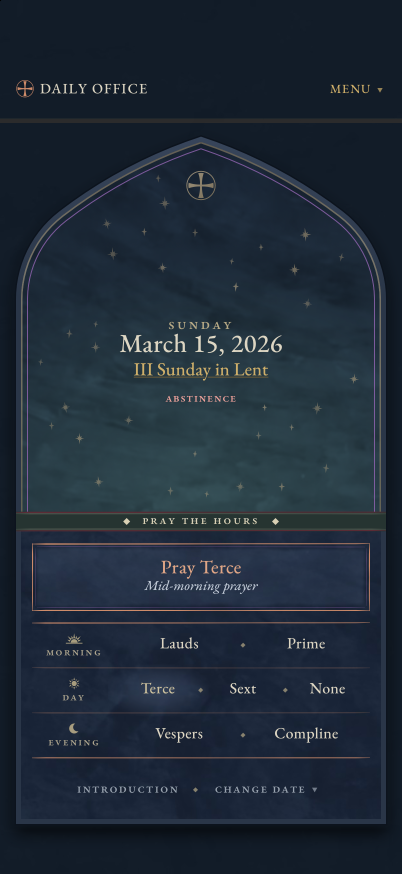 DAILY OFFICE
MENU ▼
SUNDAY
March 15, 2026
III Sunday in Lent
ABSTINENCE
◆ PRAY THE HOURS ◆
Pray Terce
Mid-morning prayer
MORNING
Lauds ◆ Prime
DAY
Terce ◆ Sext ◆ None
EVENING
Vespers ◆ Compline
INTRODUCTION ◆ CHANGE DATE ▼